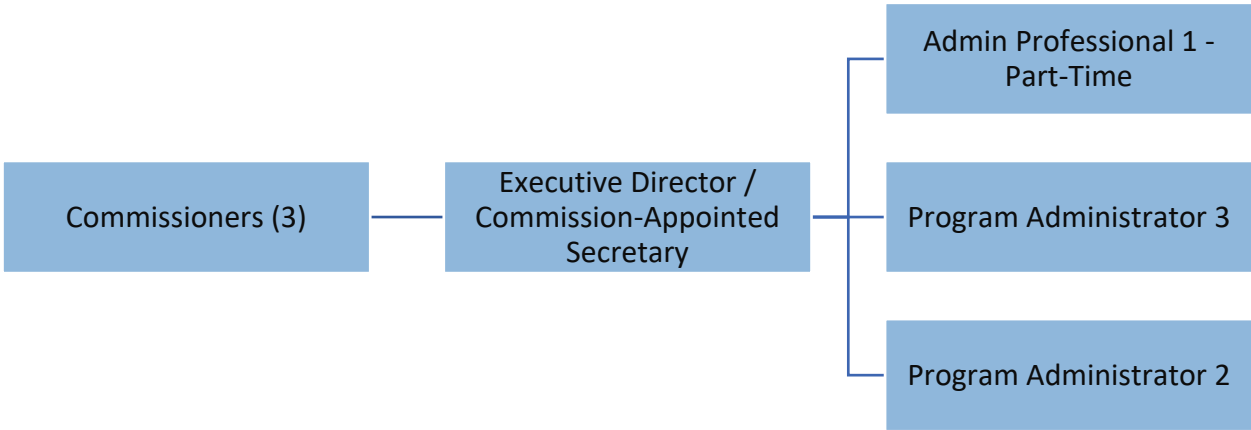 Commissioners (3)
Executive Director /
Commission-Appointed
Secretary
Admin Professional 1 -
Part-Time
Program Administrator 3
Program Administrator 2